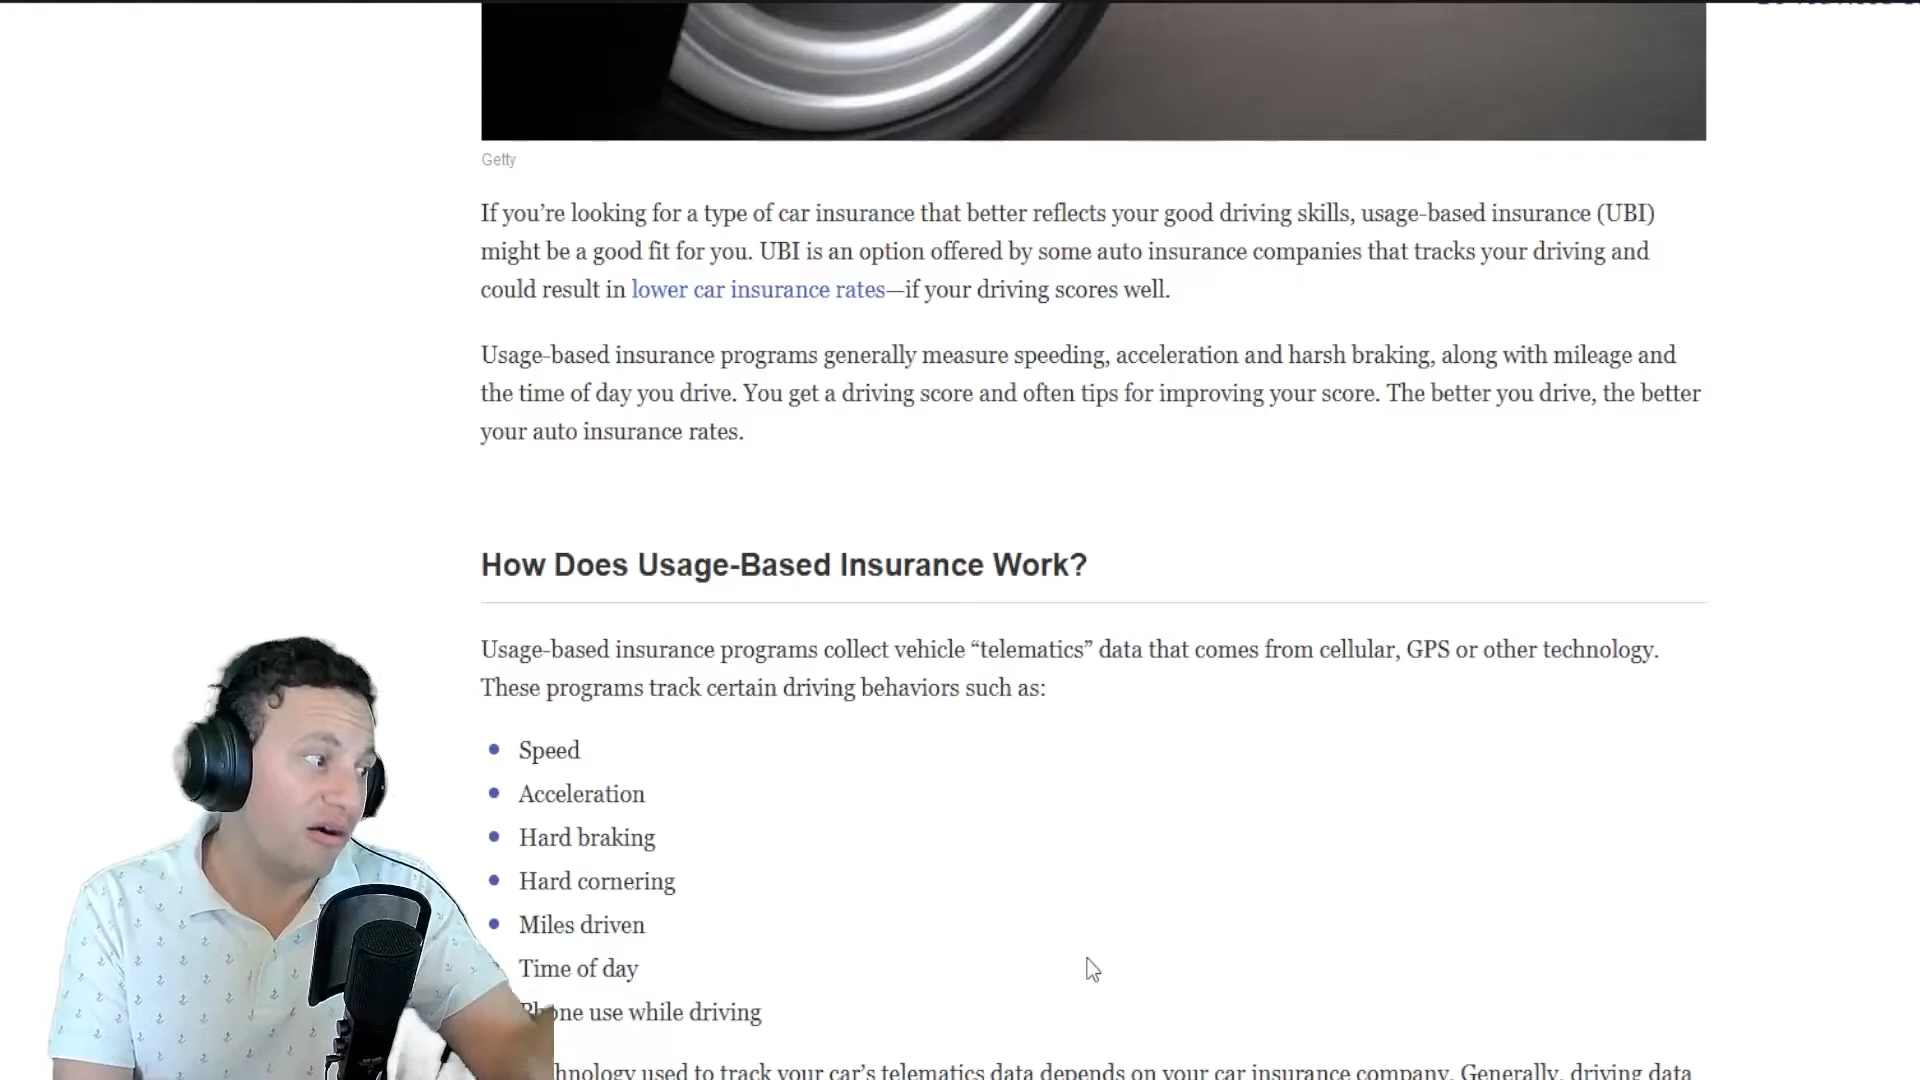 Getty
If you’re looking for a type of car insurance that better reflects your good driving skills, usage-based insurance (UBI)
might be a good fit for you. UBI is an option offered by some auto insurance companies that tracks your driving and
could result in lower car insurance rates—if your driving scores well.
Usage-based insurance programs generally measure speeding, acceleration and harsh braking, along with mileage and
the time of day you drive. You get a driving score and often tips for improving your score. The better you drive, the better
your auto insurance rates.
How Does Usage-Based Insurance Work?
Usage-based insurance programs collect vehicle “telematics” data that comes from cellular, GPS or other technology.
These programs track certain driving behaviors such as:
Speed
Acceleration
Hard braking
Hard cornering
Miles driven
Time of day
Phone use while driving
used to track your car’s telematics data depends on your car insurance company. Generally, driving data